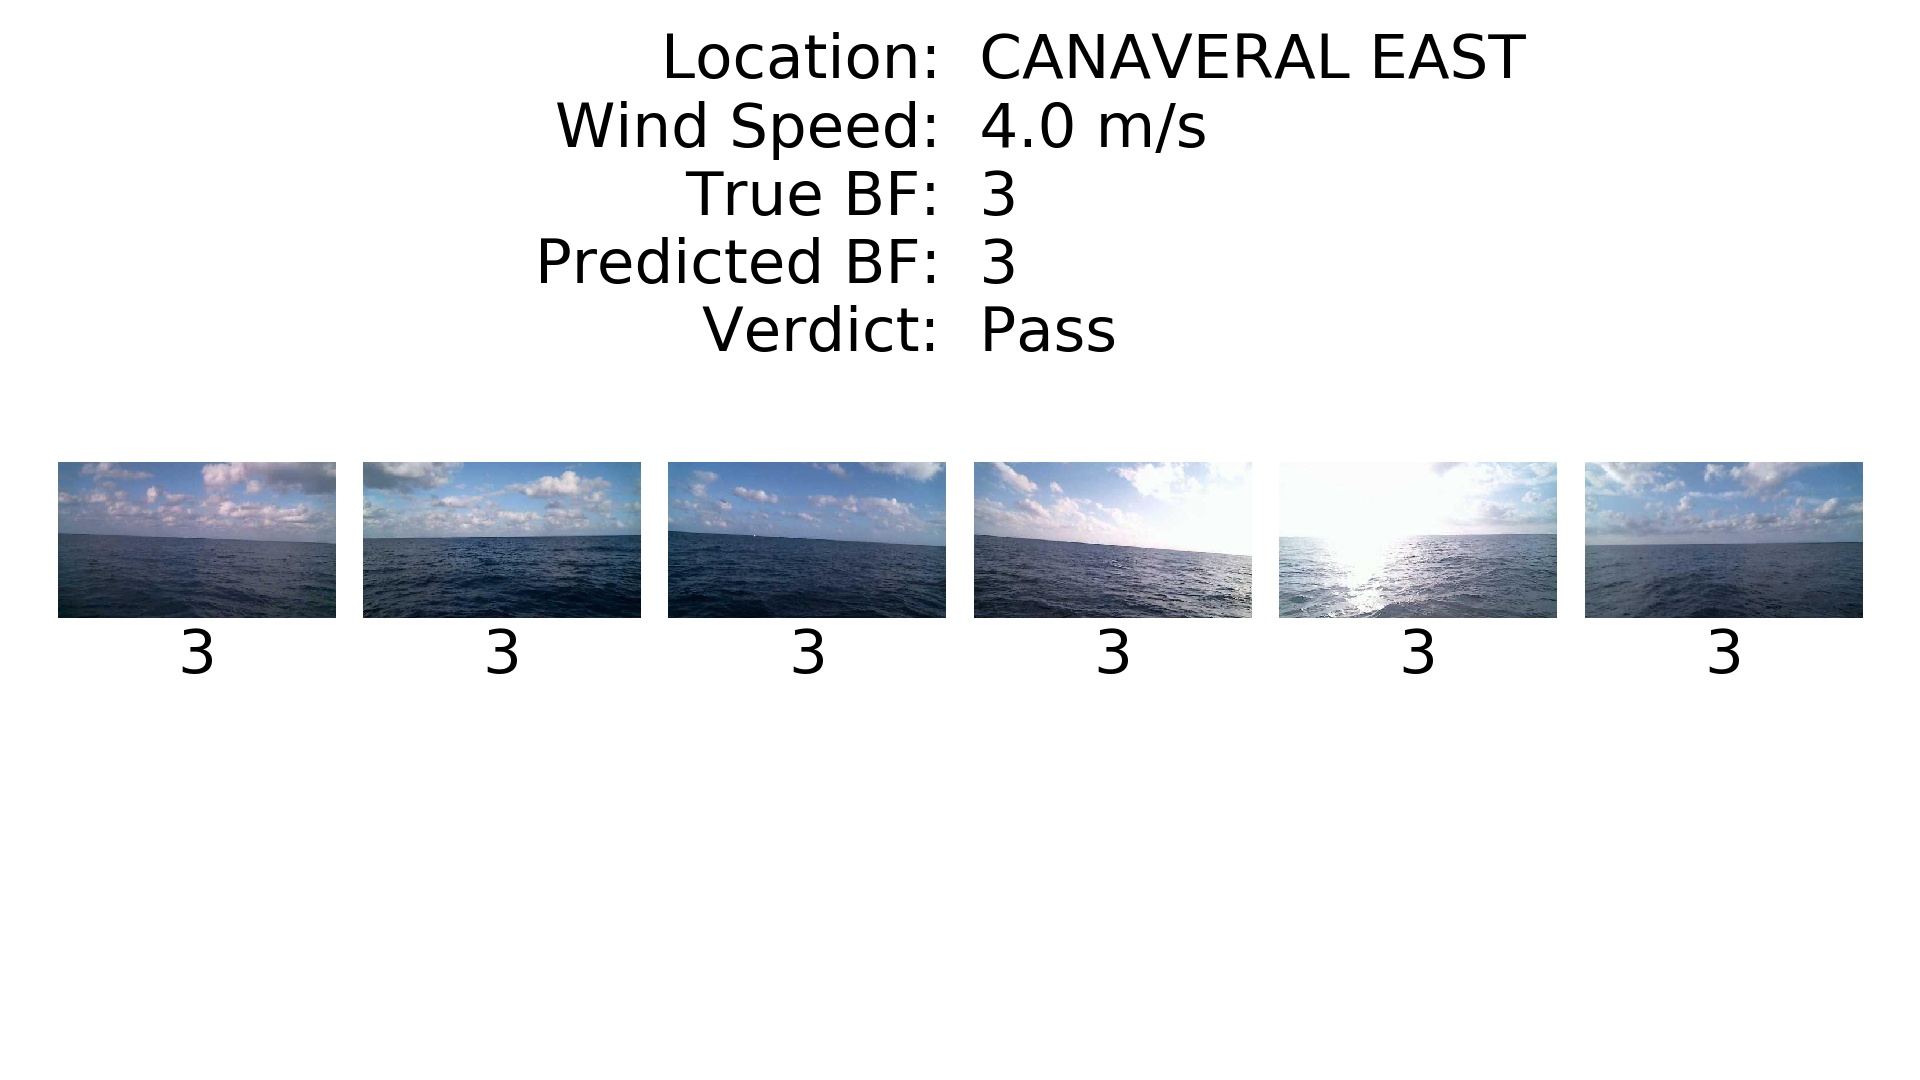 Location: CANAVERAL EAST
Wind Speed: 4.0 m/s
True BF: 3
Predicted BF: 3
Verdict: Pass
3 3 3 3 3 3